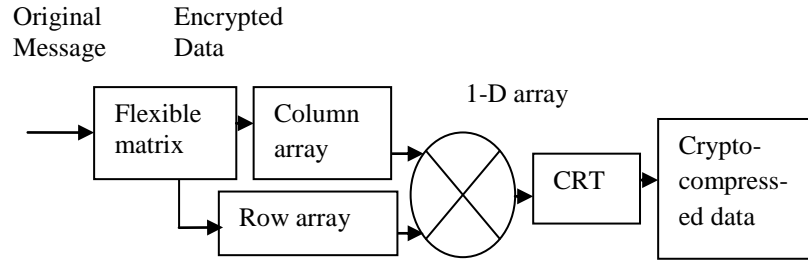 Original
Message
Encrypted
Data
1-D array
Flexible
matrix
Column
array
Row array
CRT
Crypto-
compress-
ed data